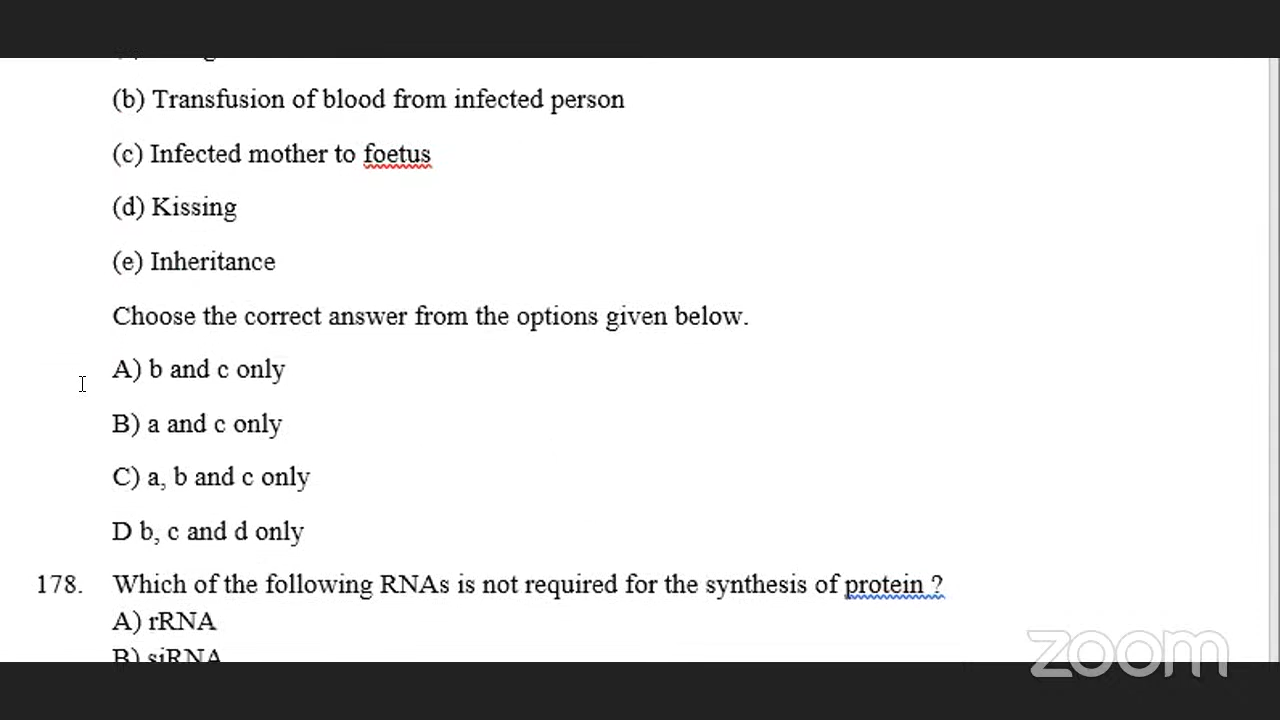 (b) Transfusion of blood from infected person
(c) Infected mother to foetus
(d) Kissing
(e) Inheritance
Choose the correct answer from the options given below.
A) b and c only
B) a and c only
C) a, b and c only
D b, c and d only
178. Which of the following RNAs is not required for the synthesis of protein ?
A) rRNA
B) siRNA
zoom